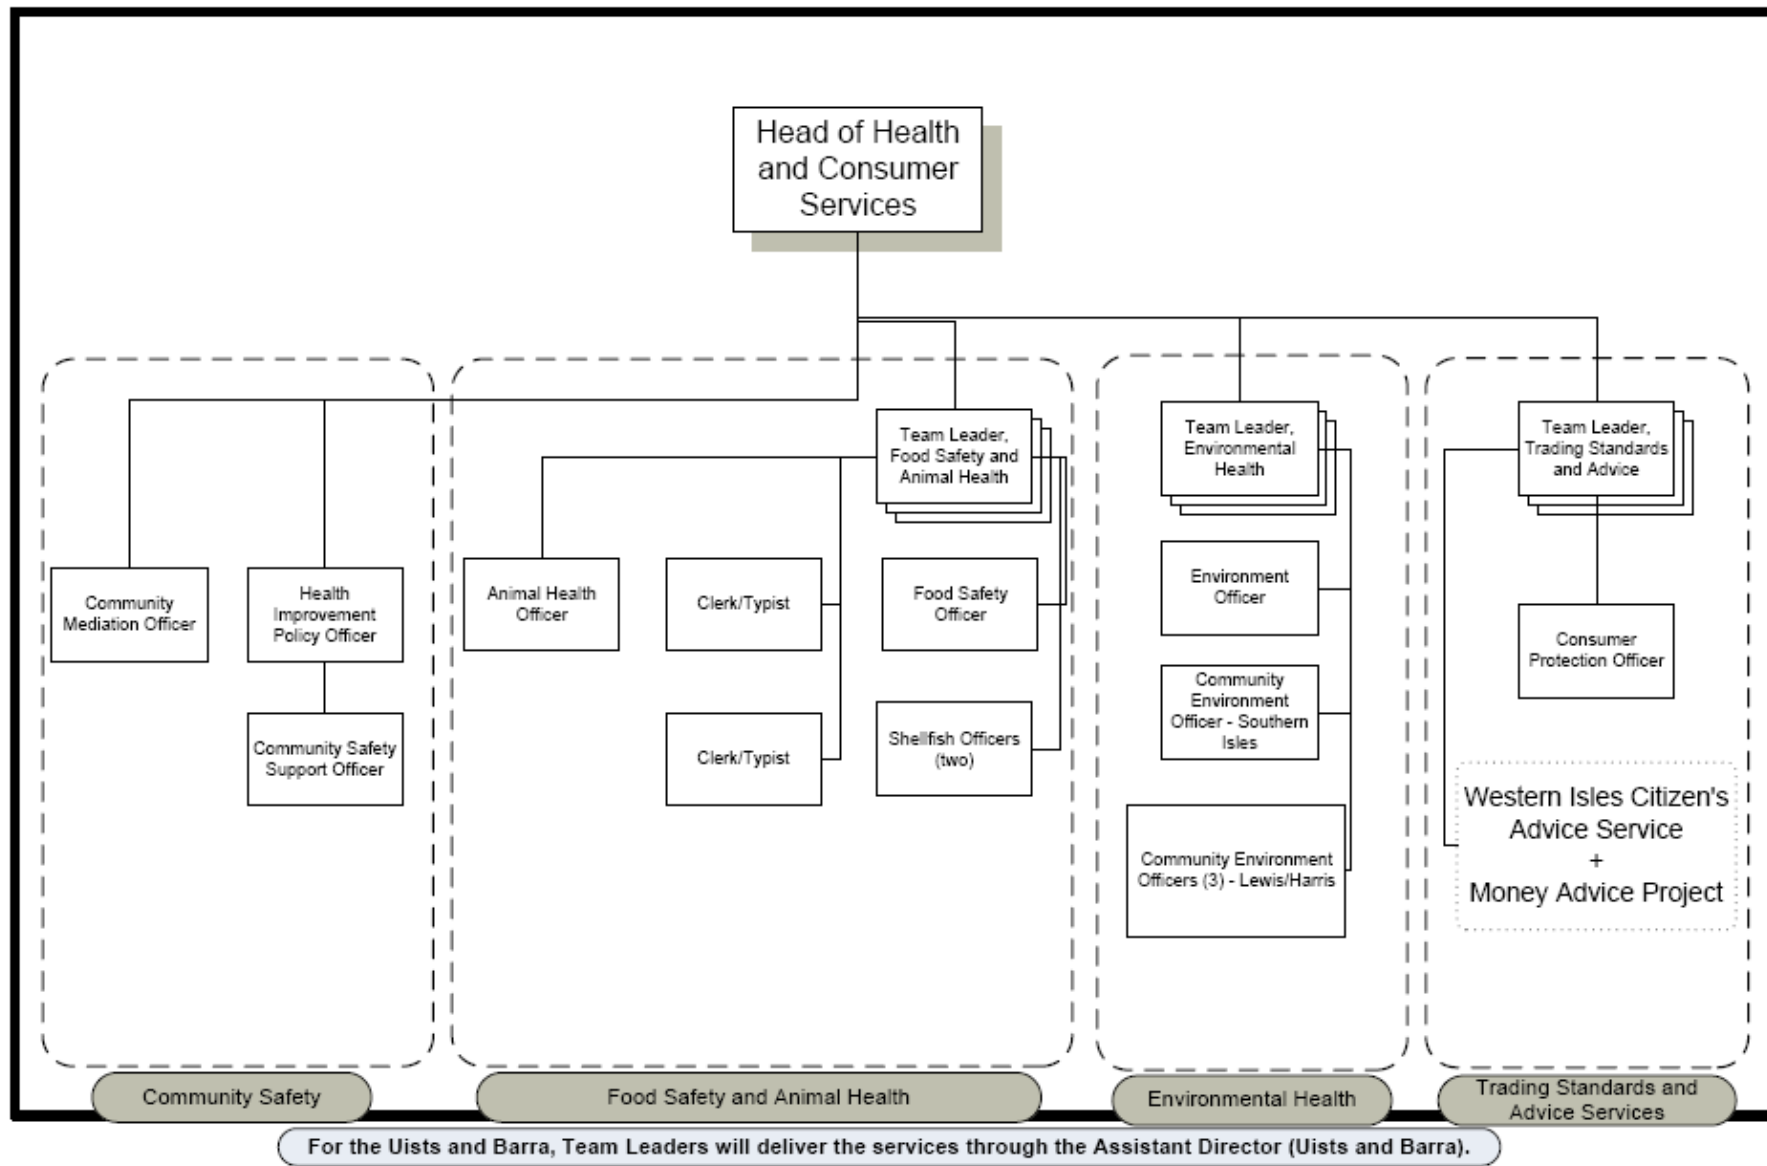 Head of Health
and Consumer
Services
Team Leader,
Food Safety and
Animal Health
Team Leader,
Environmental
Health
Team Leader,
Trading Standards
and Advice
Community
Mediation Officer
Health
Improvement
Policy Officer
Animal Health
Officer
Clerk/Typist
Food Safety
Officer
Environment
Officer
Consumer
Protection Officer
Community Safety
Support Officer
Clerk/Typist
Shellfish Officers
(two)
Community
Environment
Officer - Southern
Isles
Western Isles Citizen's
Advice Service
+
Money Advice Project
Community Environment
Officers (3) - Lewis/Harris
Community Safety
Food Safety and Animal Health
Environmental Health
Trading Standards and
Advice Services
For the Uists and Barra, Team Leaders will deliver the services through the Assistant Director (Uists and Barra).